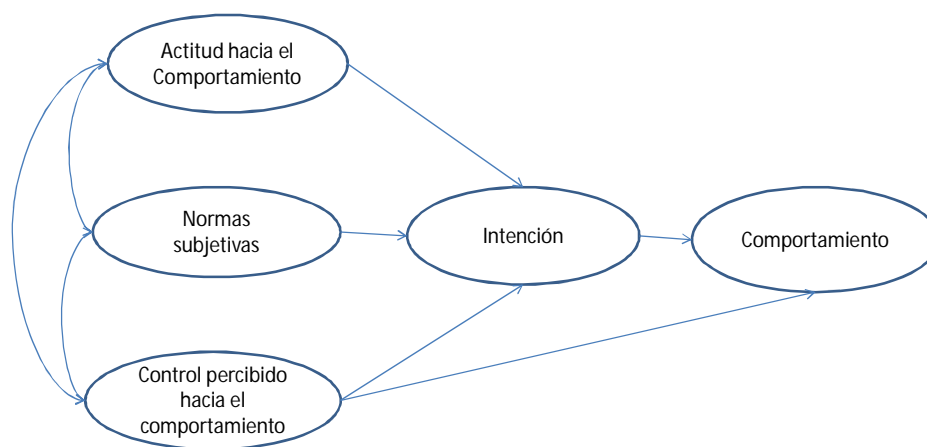 Actitud hacia el
Comportamiento
Normas
subjetivas
Intención
Comportamiento
Control percibido
hacia el
comportamiento